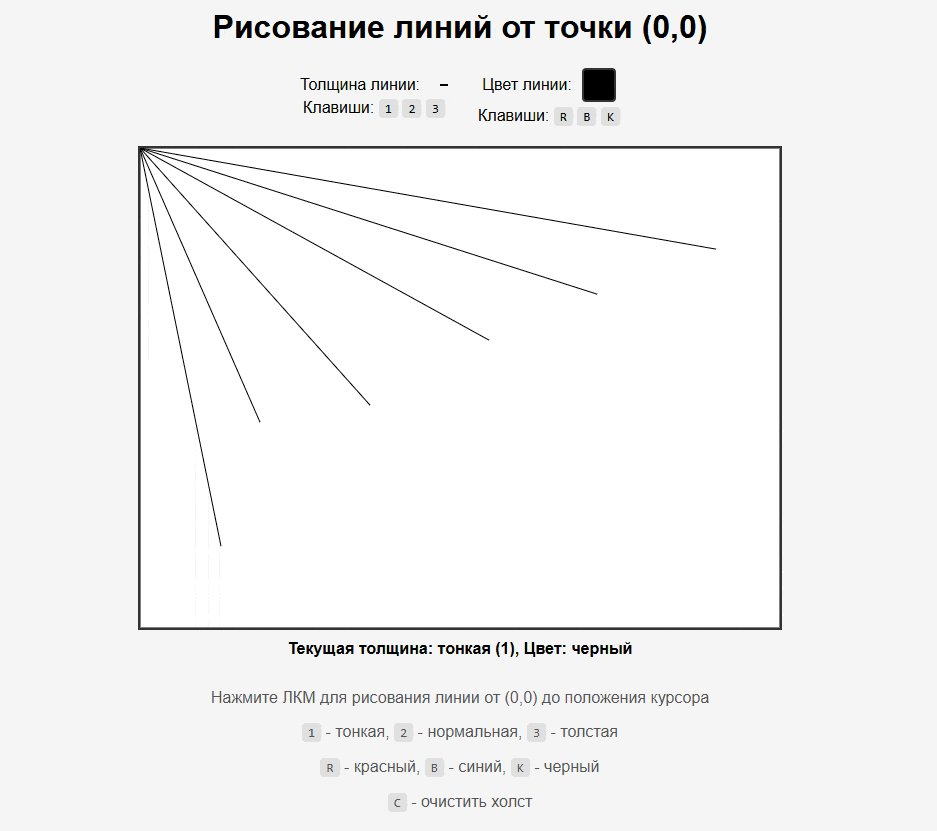 Рисование линий от точки (0,0)
Толщина линии: Цвет линии:
Клавиши: 1 2 3
Клавиши: R B K
Текущая толщина: тонкая (1), Цвет: черный
Нажмите ЛКМ для рисования линии от (0,0) до положения курсора
1 - тонкая, 2 - нормальная, 3 - толстая
R - красный, B - синий, K - черный
C - очистить холст